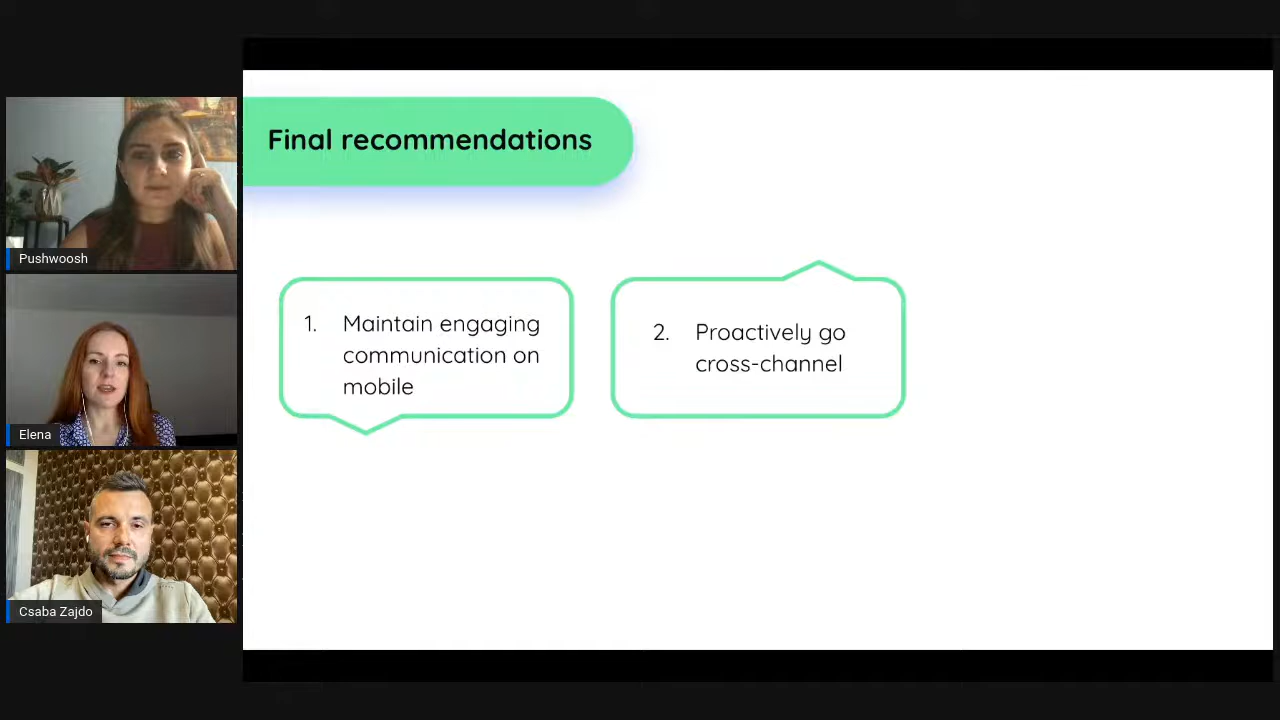 Final recommendations
1. Maintain engaging
communication on
mobile
2. Proactively go
cross-channel
Pushwoosh
Elena
Csaba Zajdo